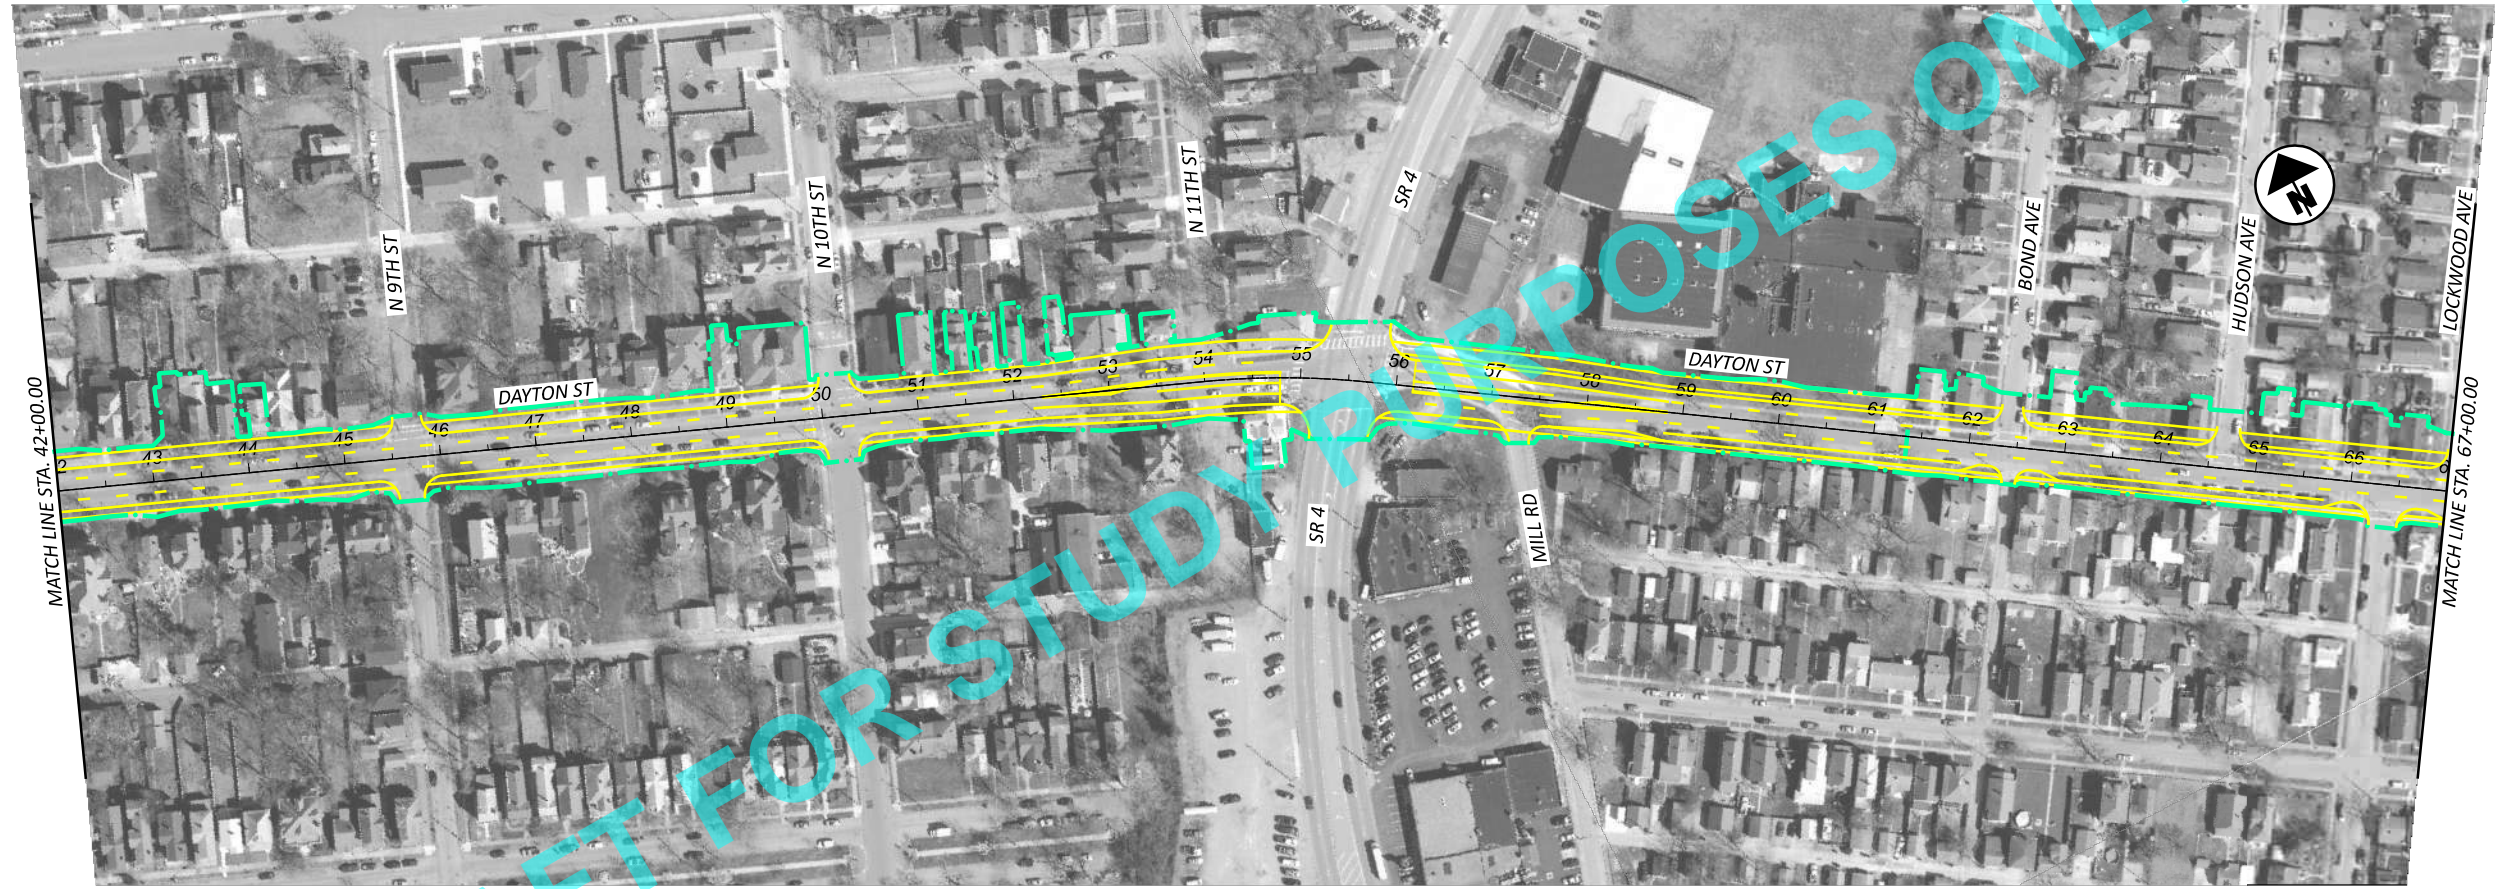 ET FOR STUDY PURPOSES ONL
N 9TH ST
N 10TH ST
N 11TH ST
SR 4
BOND AVE
HUDSON AVE
LOCKWOOD AVE
N
DAYTON ST
DAYTON ST
MATCH LINE STA. 42+00.00
43
44
45
46
47
48
49
50
51
52
53
54
55
56
57
58
59
60
61
62
63
64
65
66
MATCH LINE STA. 67+00.00
SR 4
MILL RD